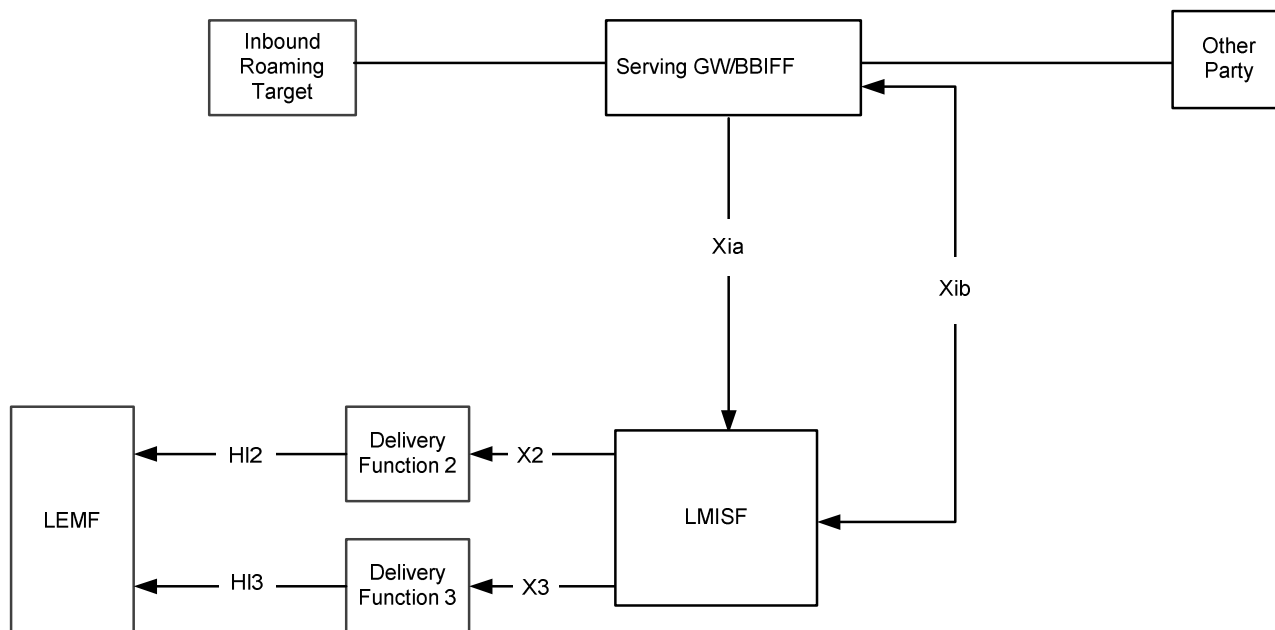 Inbound
Roaming
Target
Serving GW/BBIFF
Other
Party
Xia
Xib
LEMF
HI2
Delivery
Function 2
X2
LMISF
HI3
Delivery
Function 3
X3